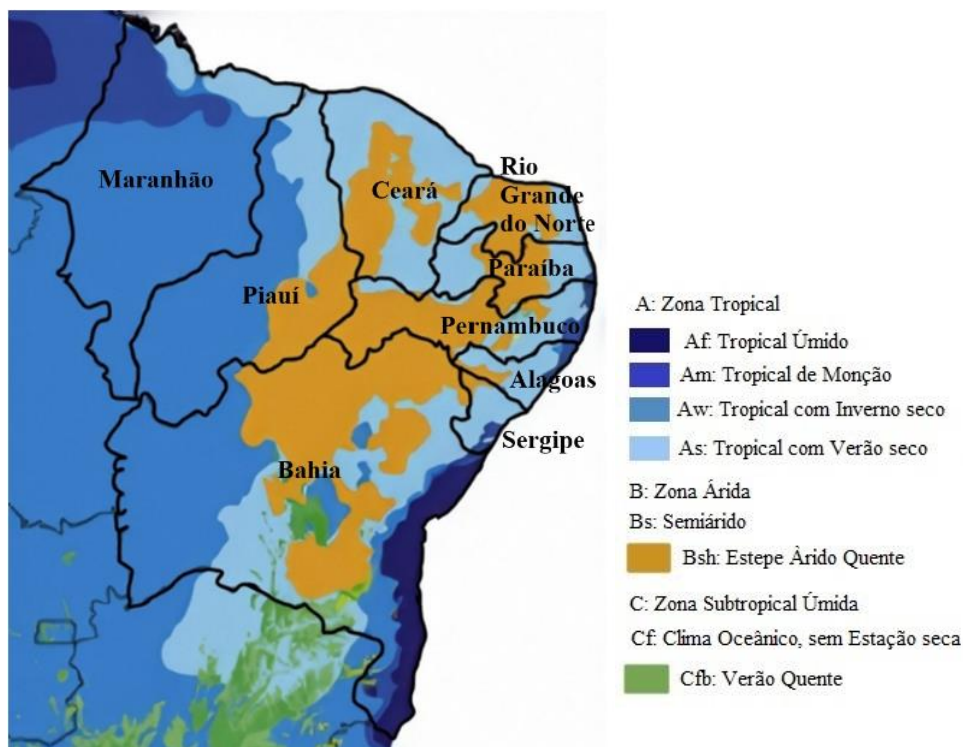 Maranhão
Ceará
Rio
Grande
do Norte
Paraíba
Piauí
Pernambuco
Alagoas
Sergipe
Bahia
A: Zona Tropical
Af: Tropical Úmido
Am: Tropical de Monção
Aw: Tropical com Inverno seco
As: Tropical com Verão seco
B: Zona Árida
Bs: Semiárido
Bsh: Estepe Àrido Quente
C: Zona Subtropical Úmida
Cf: Clima Oceânico, sem Estação seca
Cfb: Verão Quente